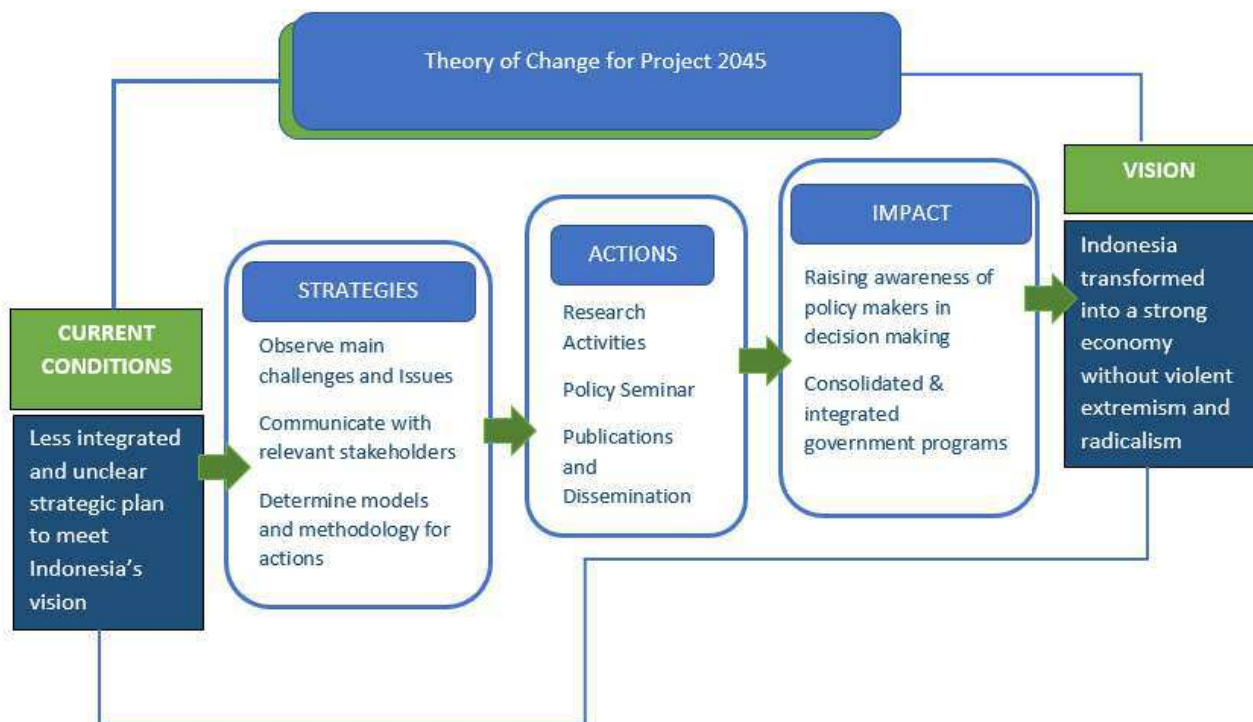 Theory of Change for Project 2045
CURRENT
CONDITIONS
Less integrated
and unclear
strategic plan
to meet
Indonesia's
vision
STRATEGIES
Observe main
challenges and Issues
Communicate with
relevant stakeholders
Determine models
and methodology for
actions
ACTIONS
Research
Activities
Policy Seminar
Publications
and
Dissemination
IMPACT
Raising awareness of
policy makers in
decision making
Consolidated &
integrated
government programs
VISION
Indonesia
transformed
into a strong
economy
without violent
extremism and
radicalism